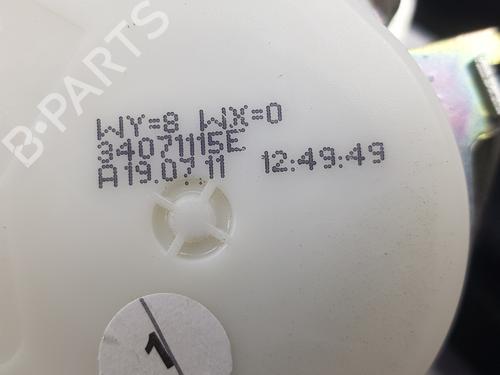 B-PARTS
WY=8 WX=0
34071115E
A19.07.11 12:49:49
1